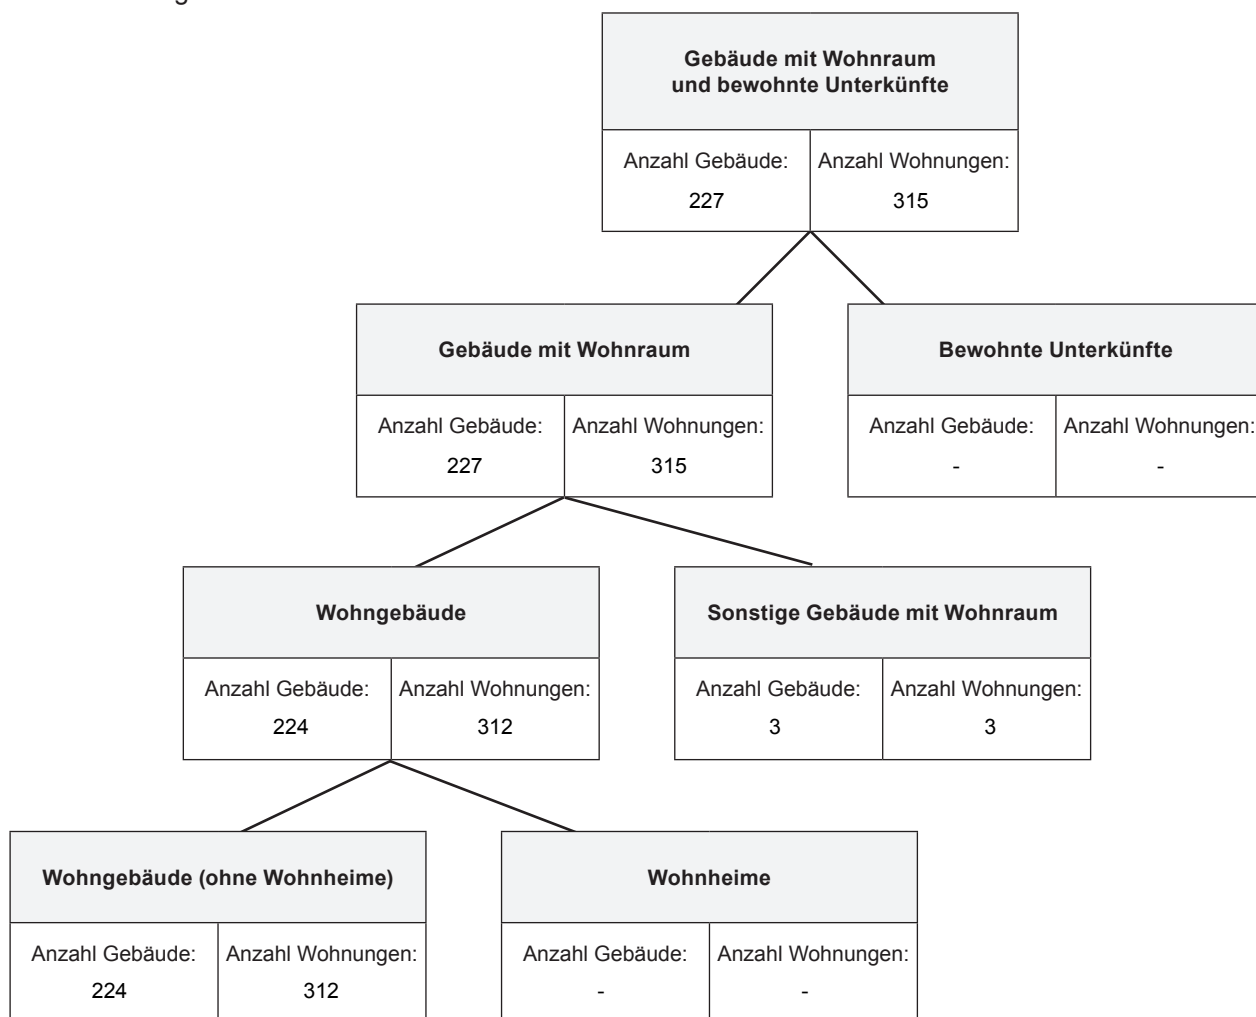 Gebäude mit Wohnraum
und bewohnte Unterkünfte
Anzahl Gebäude: Anzahl Wohnungen:
227 315
Gebäude mit Wohnraum
Anzahl Gebäude: Anzahl Wohnungen:
227 315
Bewohnte Unterkünfte
Anzahl Gebäude: Anzahl Wohnungen:
- -
Wohngebäude
Anzahl Gebäude: Anzahl Wohnungen:
224 312
Sonstige Gebäude mit Wohnraum
Anzahl Gebäude: Anzahl Wohnungen:
3 3
Wohngebäude (ohne Wohnheime)
Anzahl Gebäude: Anzahl Wohnungen:
224 312
Wohnheime
Anzahl Gebäude: Anzahl Wohnungen:
- -